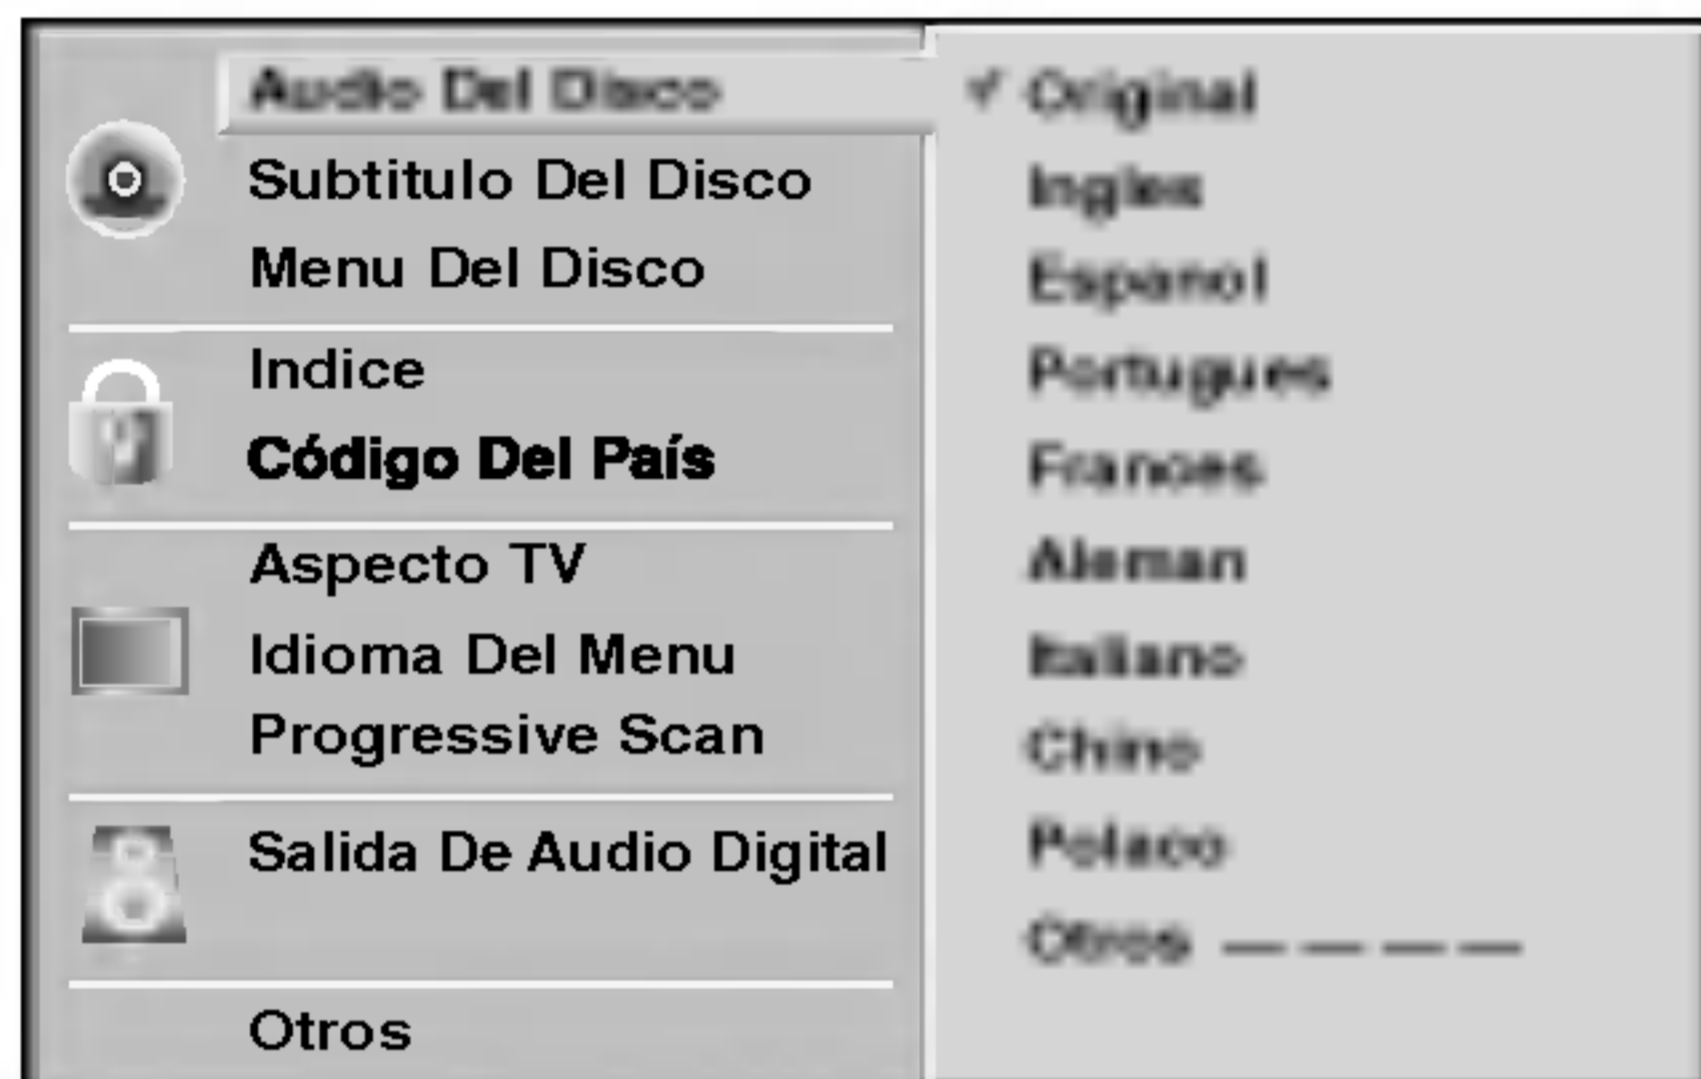 Audio Del Disco
Subtitulo Del Disco
Menu Del Disco
Indice
Código Del País
Aspecto TV
Idioma Del Menu
Progressive Scan
Salida De Audio Digital
Otros
✓ Original
Ingles
Espanol
Portugues
Frances
Aleman
Italiano
Chino
Polaco
Otros — — — —